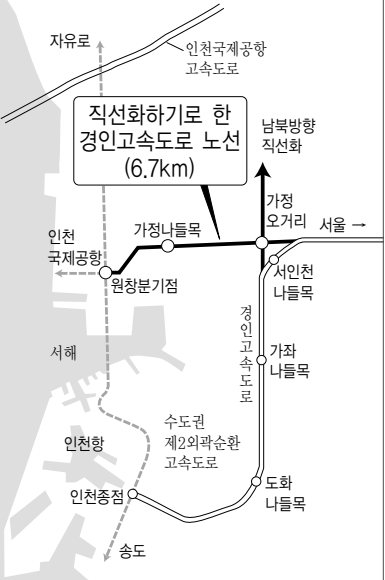 자유로
인천국제공항
고속도로
직선화하기로 한
경인고속도로 노선
(6.7km)
남북방향
직선화
가정
오거리
서울 →
가정나들목
인천
국제공항
원창분기점
서인천
나들목
경인고속도로
서해
가좌
나들목
수도권
제2외곽순환
고속도로
인천항
인천종점
도화
나들목
송도